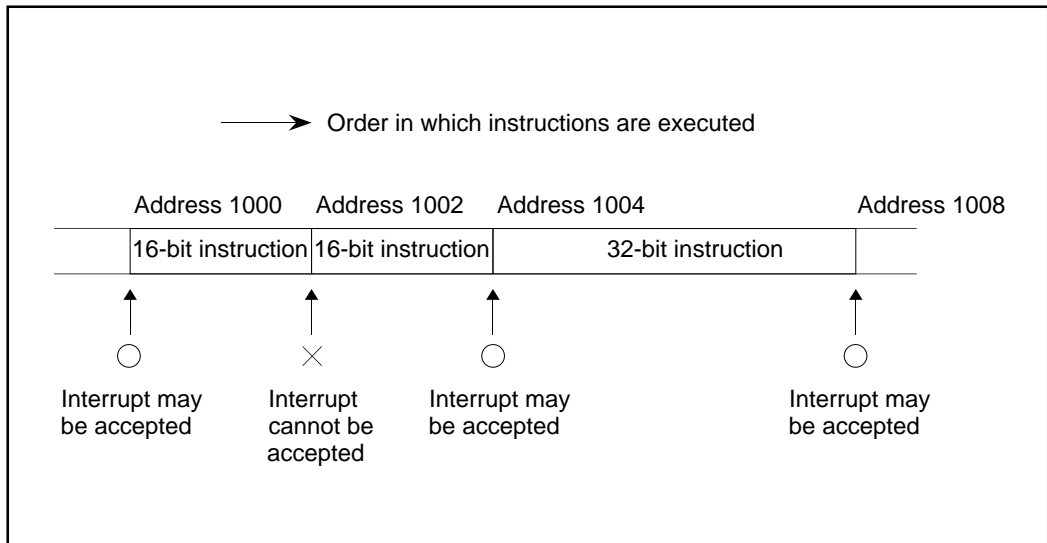 Order in which instructions are executed
Address 1000 Address 1002 Address 1004 Address 1008
16-bit instruction 16-bit instruction 32-bit instruction
Interrupt may
be accepted
Interrupt
cannot be
accepted
Interrupt may
be accepted
Interrupt may
be accepted